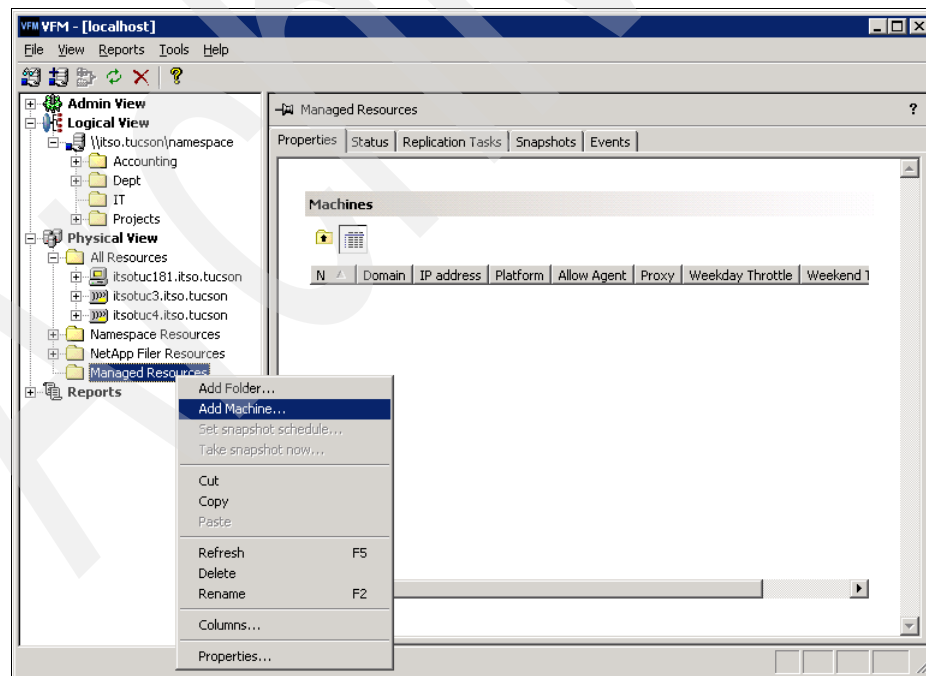 VFM VFM - [localhost]
File View Reports Tools Help
Admin View
Logical View
\\itso.tucson\namespace
Accounting
Dept
IT
Projects
Physical View
All Resources
itsotuc181.itso.tucson
itsotuc3.itso.tucson
itsotuc4.itso.tucson
Namespace Resources
NetApp Filer Resources
Managed Resources
Reports
Managed Resources ?
Properties Status Replication Tasks Snapshots Events
Machines
N Domain IP address Platform Allow Agent Proxy Weekday Throttle Weekend T
Add Folder...
Add Machine...
Set snapshot schedule...
Take snapshot now...
Cut
Copy
Paste
Refresh F5
Delete
Rename F2
Columns...
Properties...